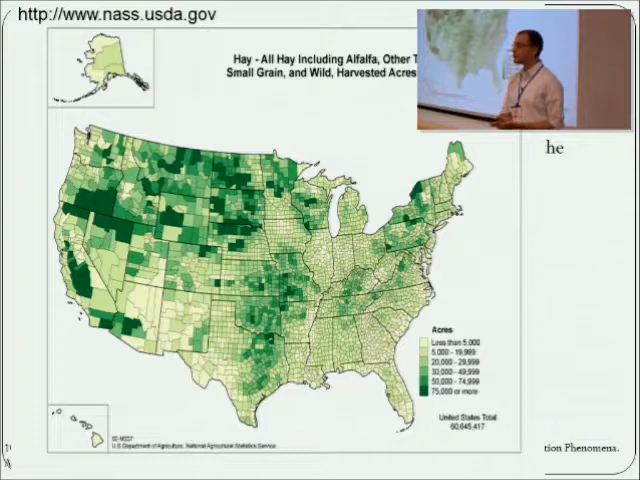 http://www.nass.usda.gov
Hay - All Hay Including Alfalfa, Other
Small Grain, and Wild, Harvested Acres
he
Acres
Less than 5,000
5,000 - 19,999
20,000 - 29,999
30,000 - 49,999
50,000 - 74,999
75,000 or more
United States Total
60,645,417
U.S. Department of Agriculture, National Agricultural Statistics Service
tion Phenomena.